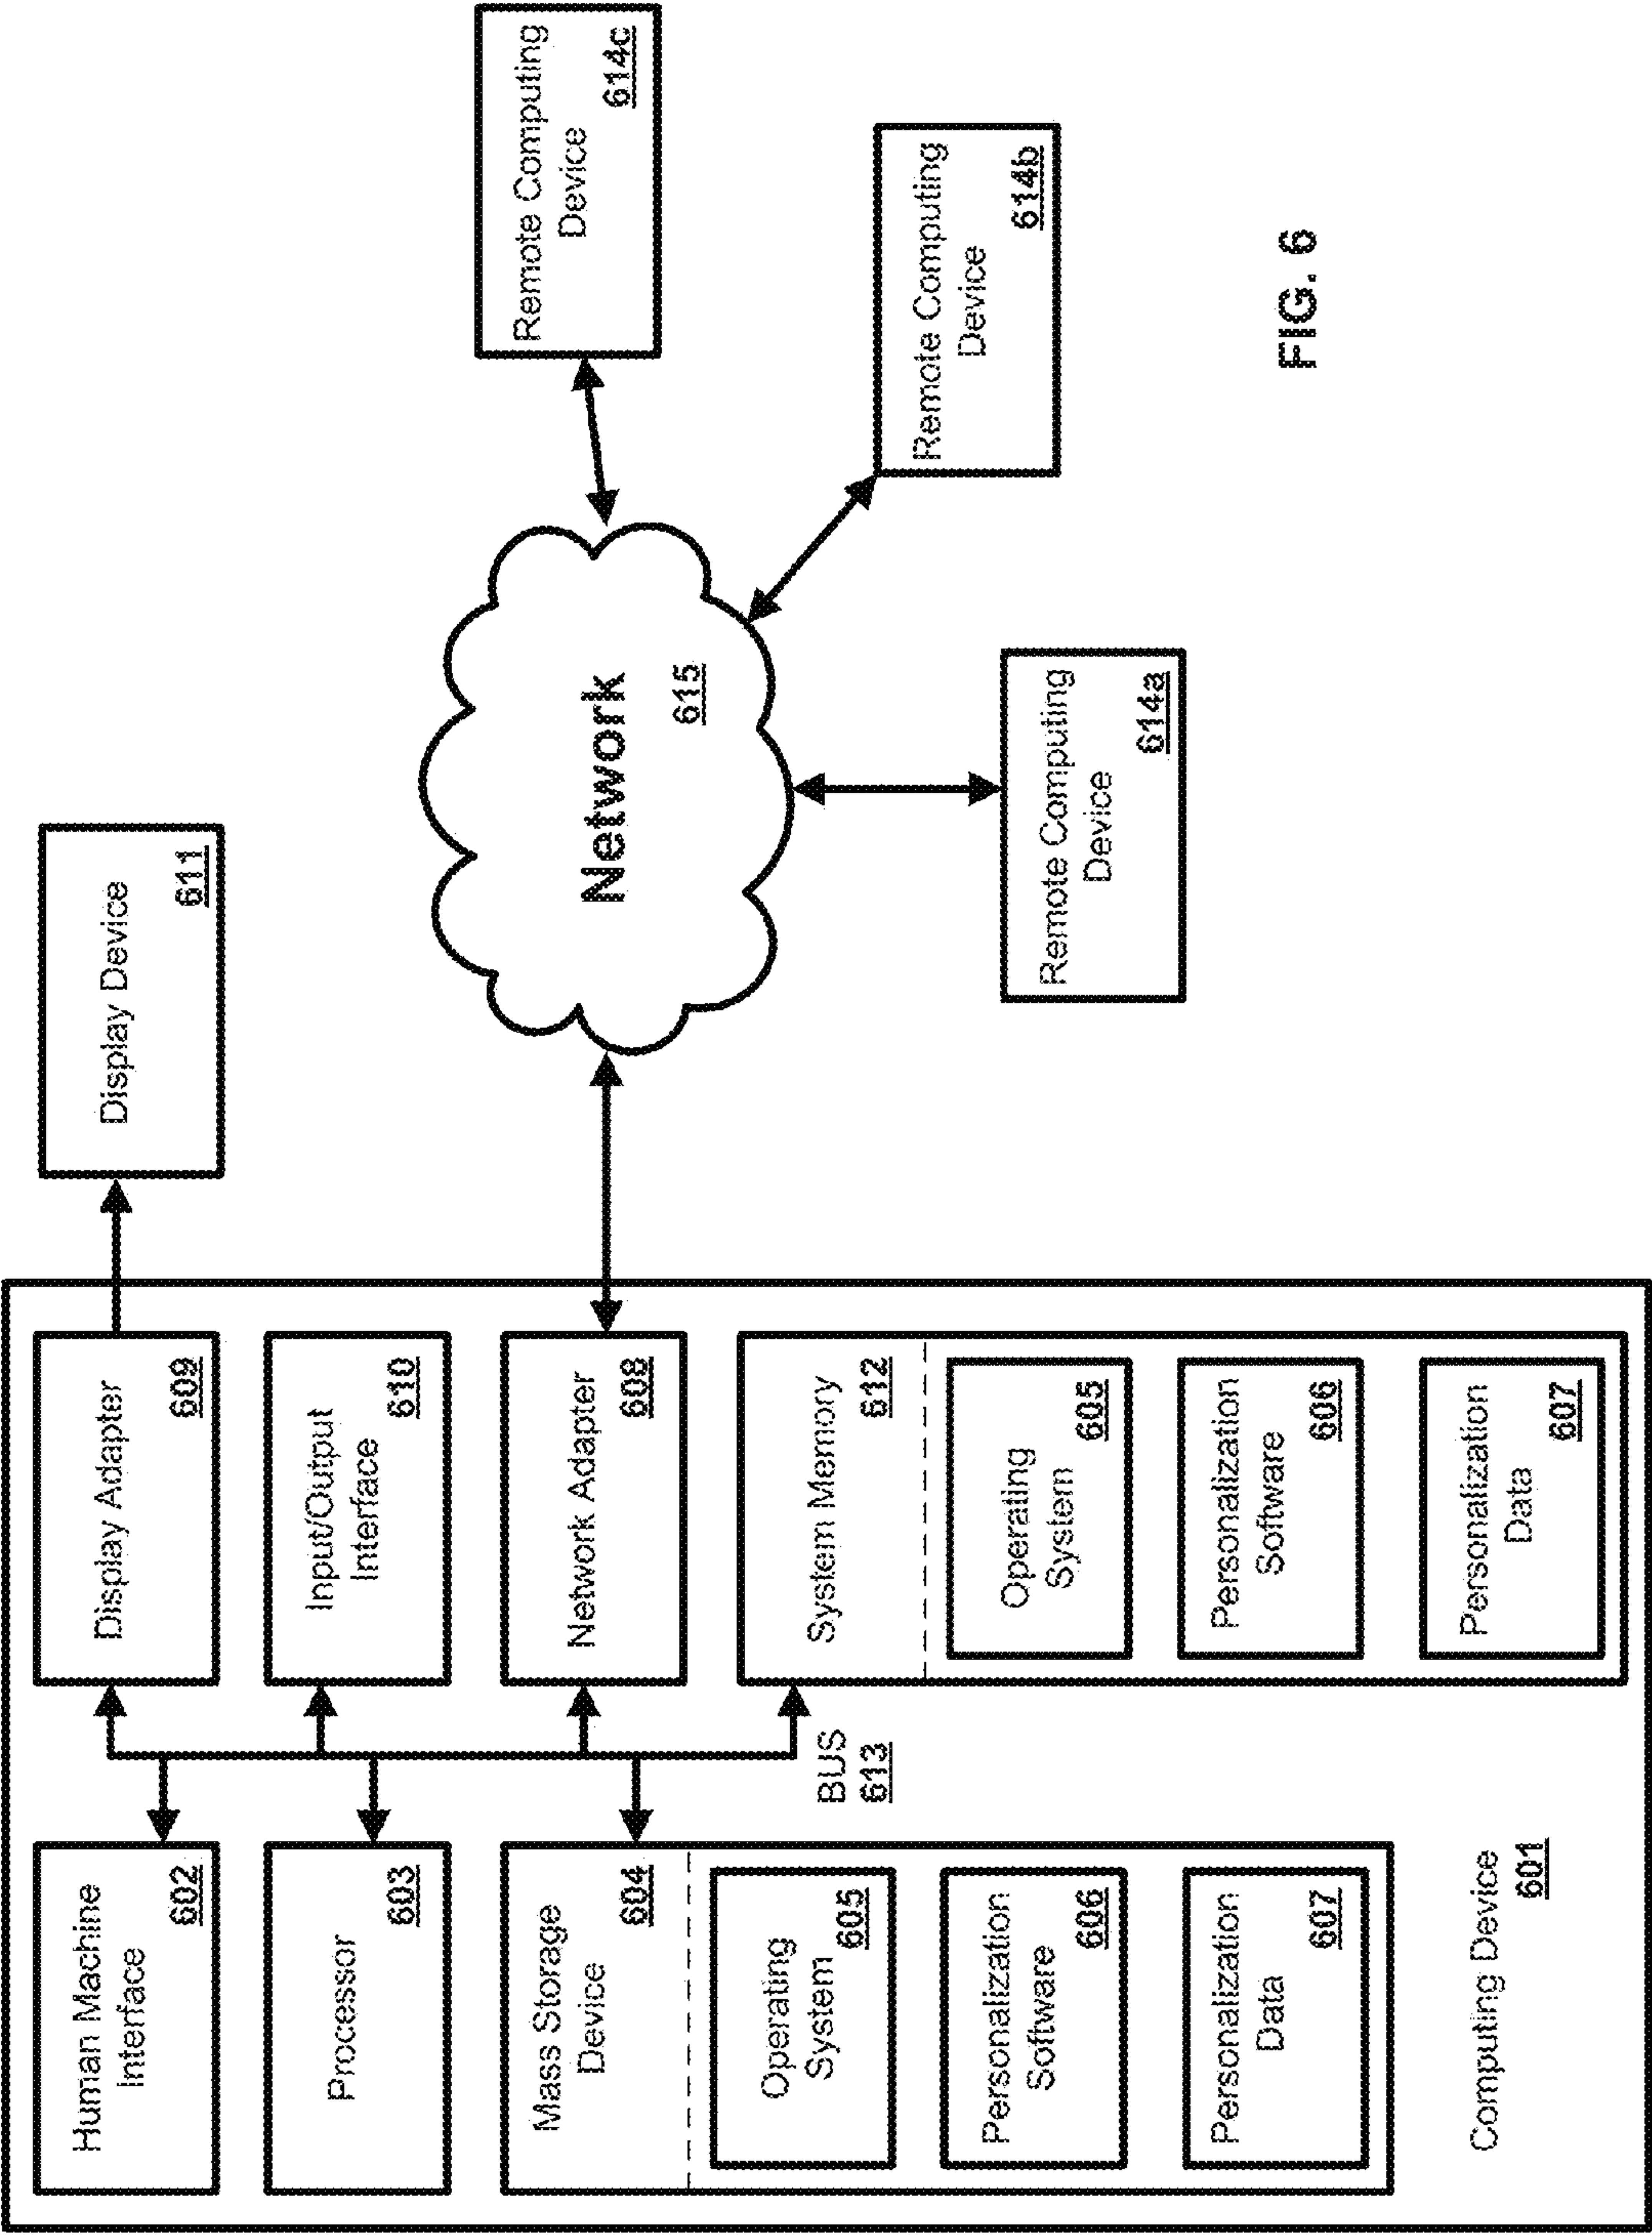 Human Machine
Interface
602
Processor
603
Mass Storage
Device
604
Operating
System
605
Personalization
Software
606
Personalization
Data
607
Computing Device
601
BUS
613
Display Adapter
609
Input/Output
Interface
610
Network Adapter
608
System Memory
612
Operating
System
605
Personalization
Software
606
Personalization
Data
607
Display Device
611
Network
615
Remote Computing
Device
614a
Remote Computing
Device
614b
Remote Computing
Device
614c
FIG. 6